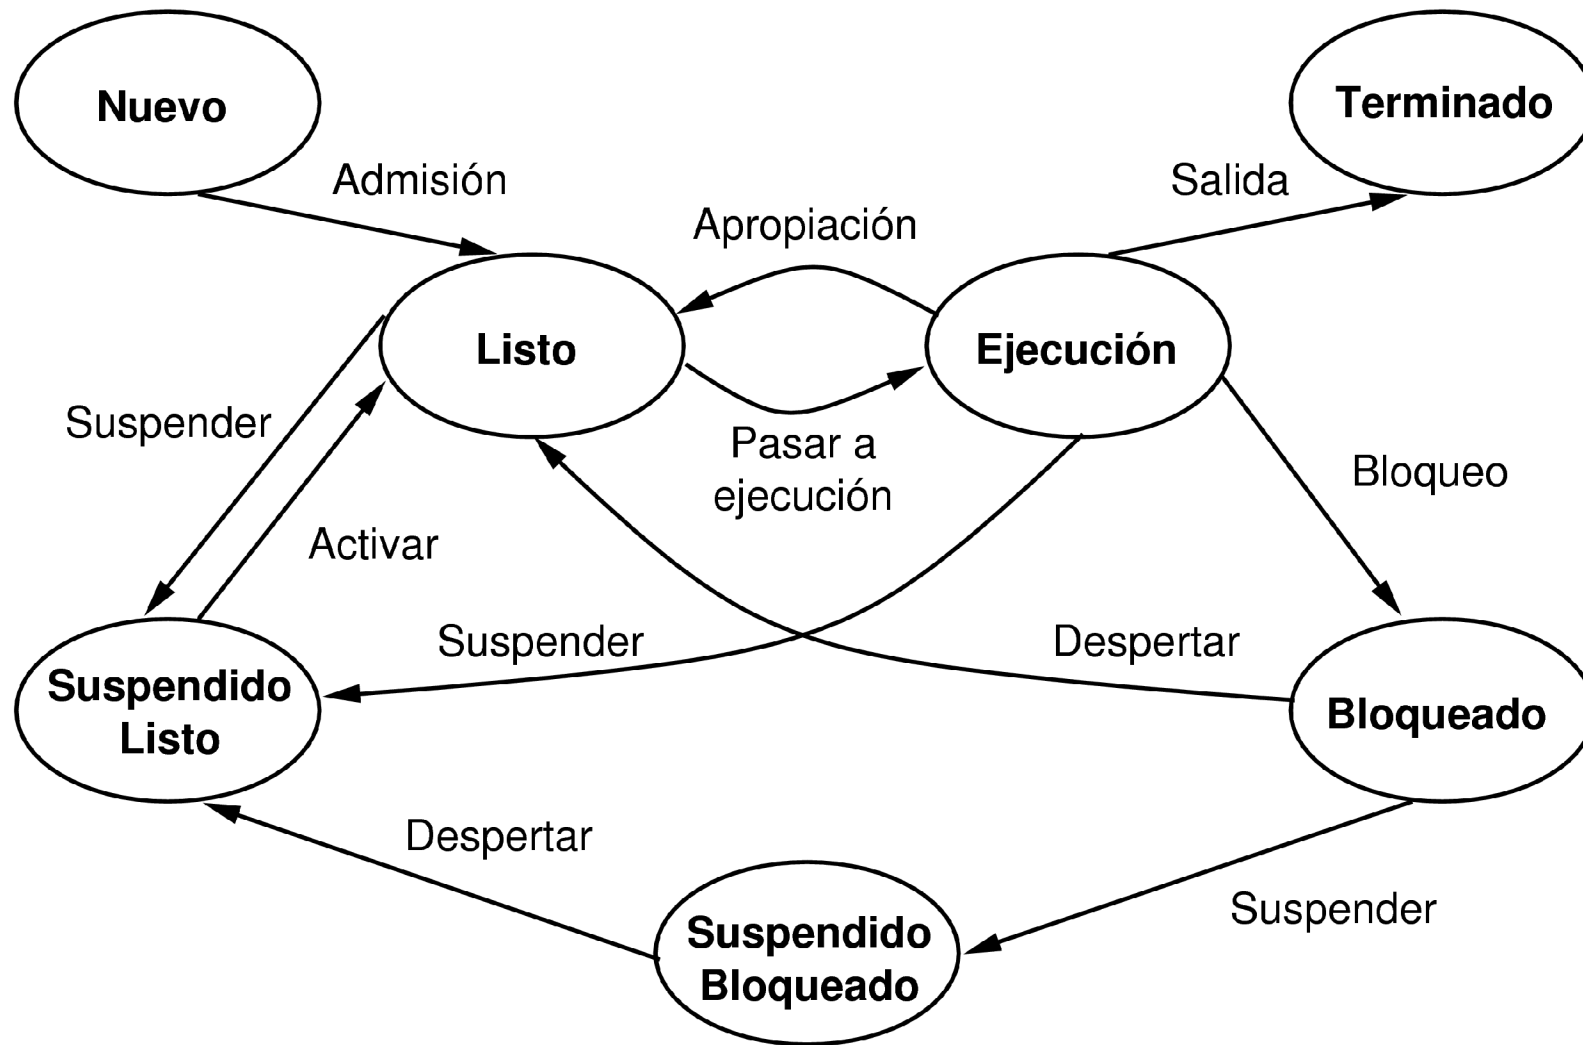 Nuevo
Terminado
Admisión
Salida
Apropiación
Listo
Ejecución
Suspender
Pasar a
ejecución
Bloqueo
Activar
Suspender
Despertar
Suspendido
Listo
Bloqueado
Despertar
Suspender
Suspendido
Bloqueado